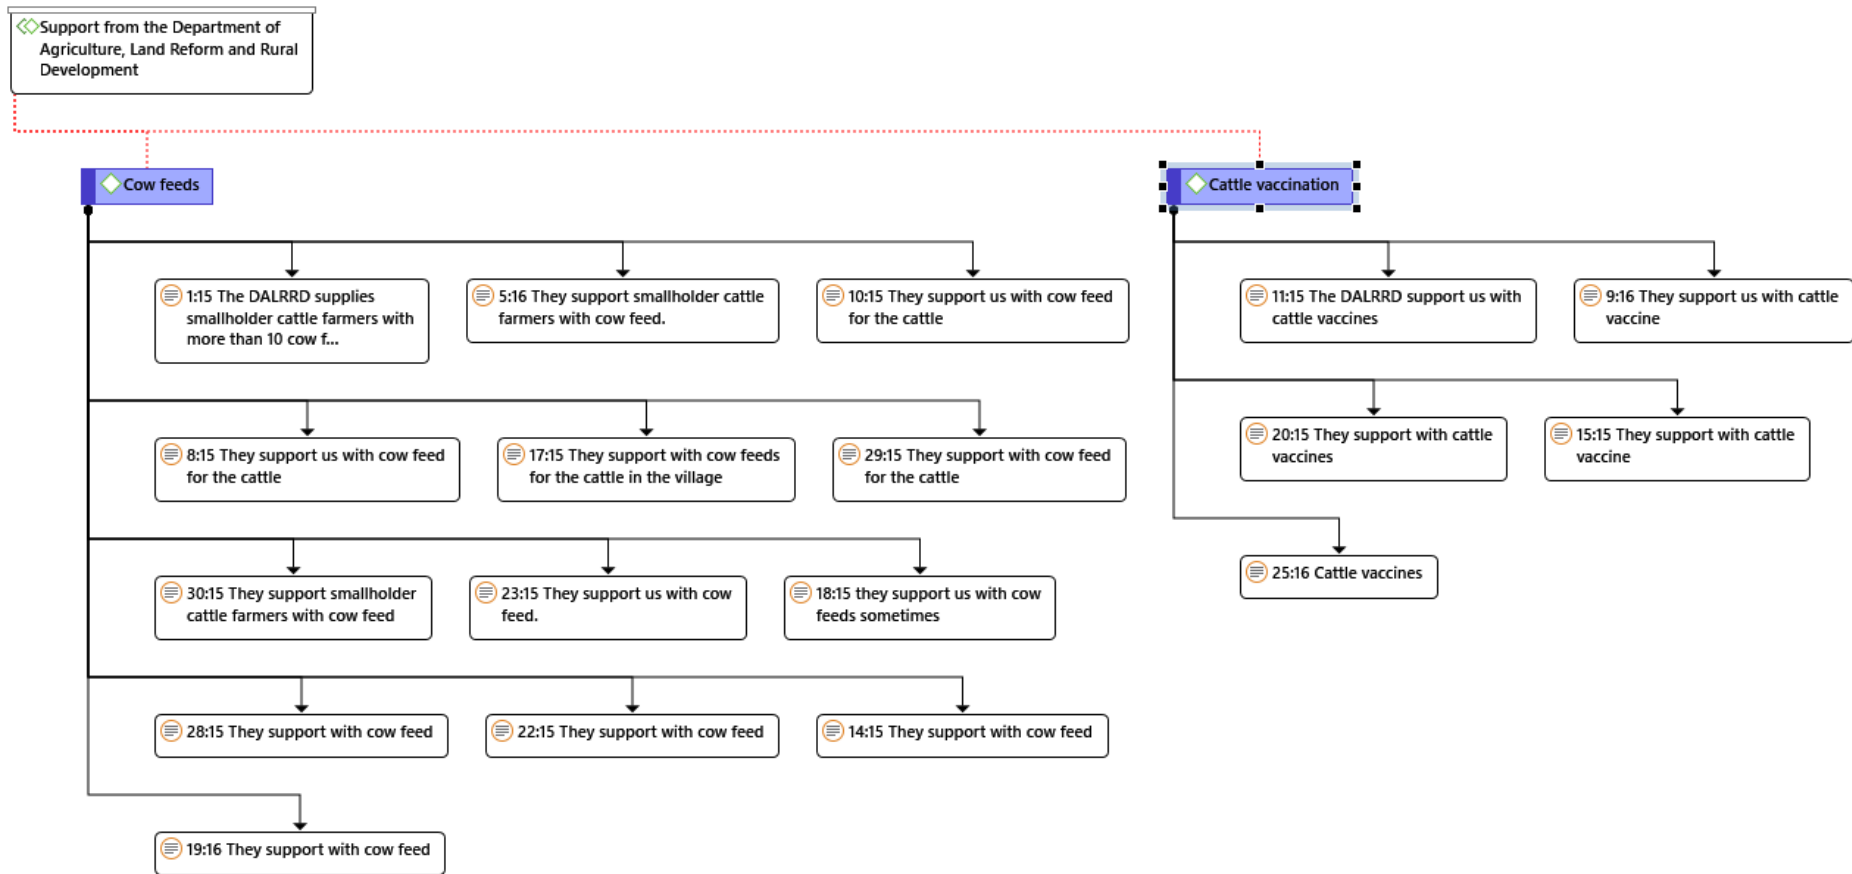 Support from the Department of
Agriculture, Land Reform and Rural
Development
Cow feeds
Cattle vaccination
1:15 The DALRRD supplies
smallholder cattle farmers with
more than 10 cow f...
5:16 They support smallholder cattle
farmers with cow feed.
10:15 They support us with cow feed
for the cattle
11:15 The DALRRD support us with
cattle vaccines
9:16 They support us with cattle
vaccine
8:15 They support us with cow feed
for the cattle
17:15 They support with cow feeds
for the cattle in the village
29:15 They support with cow feed
for the cattle
20:15 They support with cattle
vaccines
15:15 They support with cattle
vaccine
30:15 They support smallholder
cattle farmers with cow feed
23:15 They support us with cow
feed.
18:15 they support us with cow
feeds sometimes
25:16 Cattle vaccines
28:15 They support with cow feed
22:15 They support with cow feed
14:15 They support with cow feed
19:16 They support with cow feed